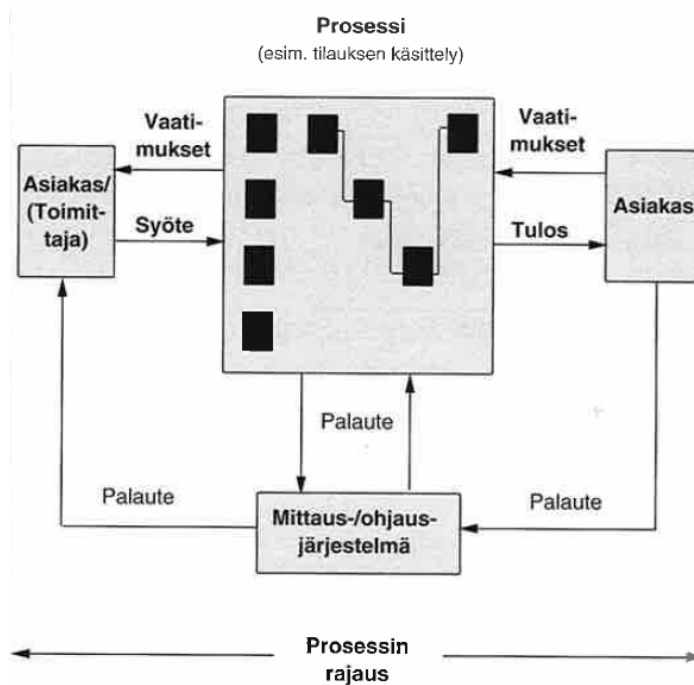 Prosessi
(esim. tilauksen käsittely)
Vaati-
mukset
Vaati-
mukset
Asiakas/
(Toimit-
taja)
Syöte
Tulos
Asiakas
Palaute
Palaute
Palaute
Mittaus-/ohjaus-
järjestelmä
Prosessin
rajaus